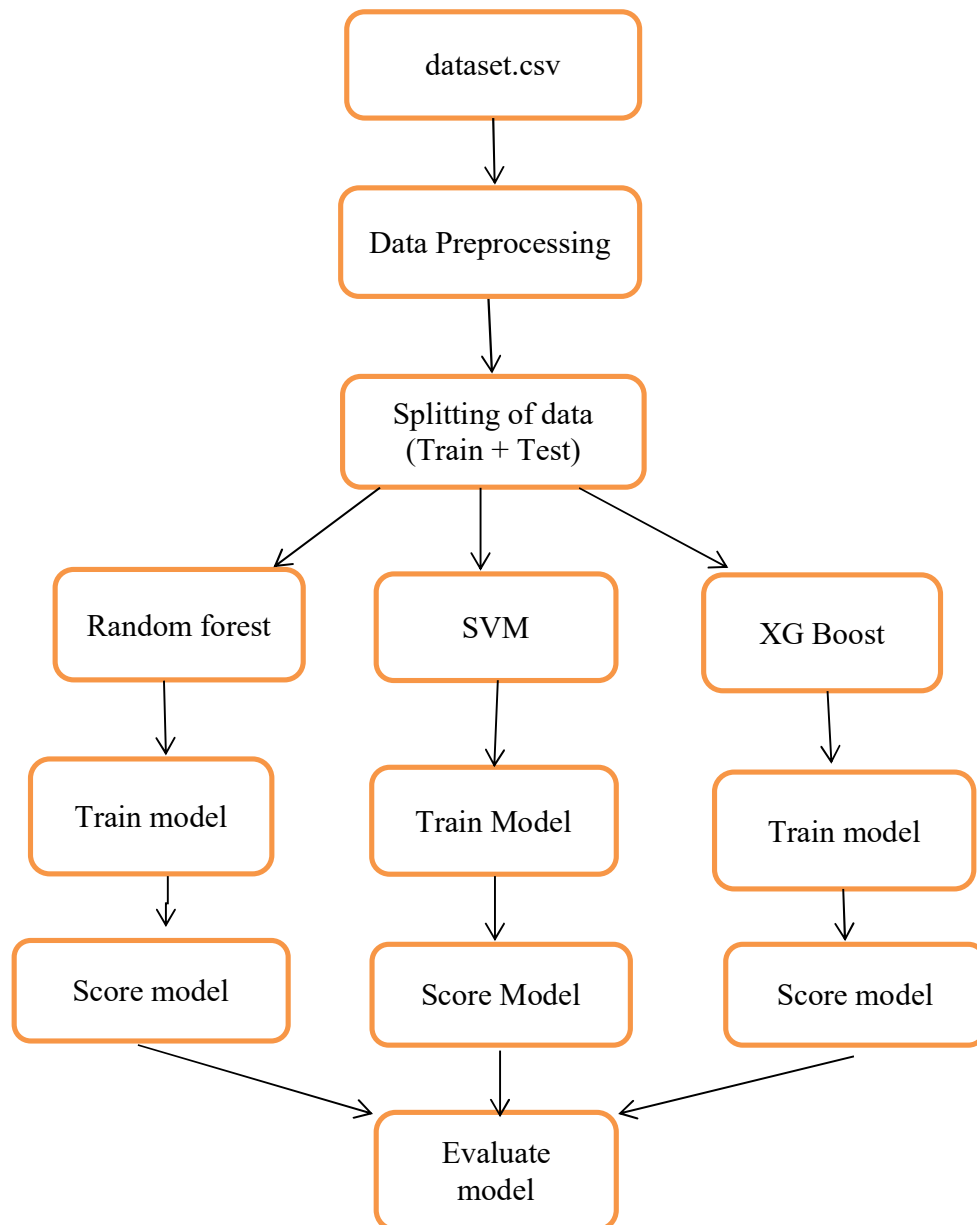 dataset.csv
Data Preprocessing
Splitting of data
(Train + Test)
Random forest
SVM
XG Boost
Train model
Train Model
Train model
Score model
Score Model
Score model
Evaluate
model